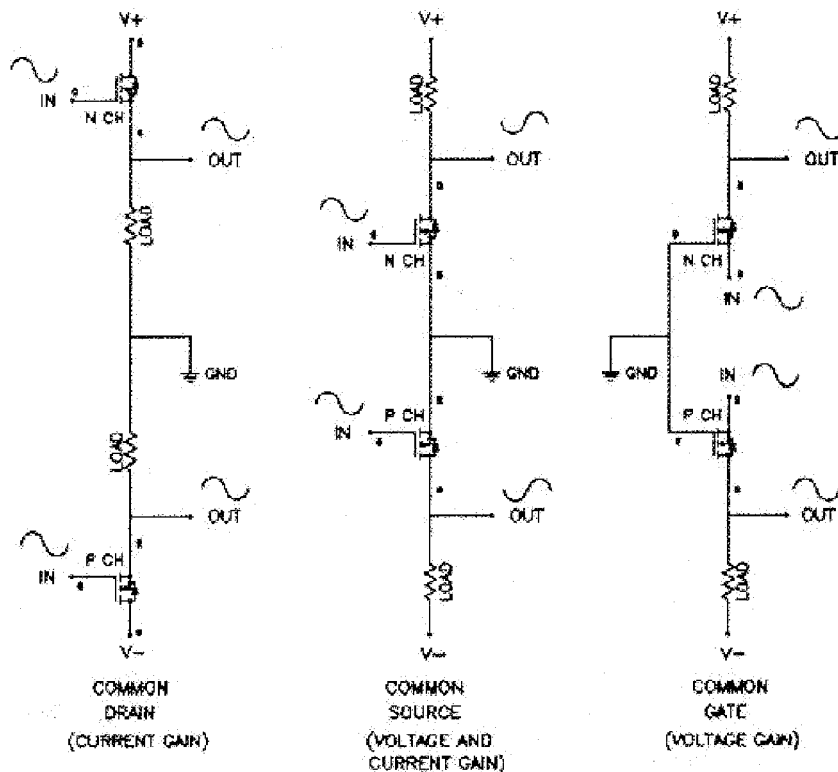 V+
IN
N CH
OUT
LOAD
GND
LOAD
OUT
P CH
IN
V-
COMMON
DRAIN
(CURRENT GAIN)
V+
LOAD
OUT
IN
N CH
GND
P CH
IN
OUT
LOAD
V-
COMMON
SOURCE
(VOLTAGE AND
CURRENT GAIN)
V+
LOAD
OUT
N CH
IN
GND
IN
P CH
OUT
LOAD
V-
COMMON
GATE
(VOLTAGE GAIN)